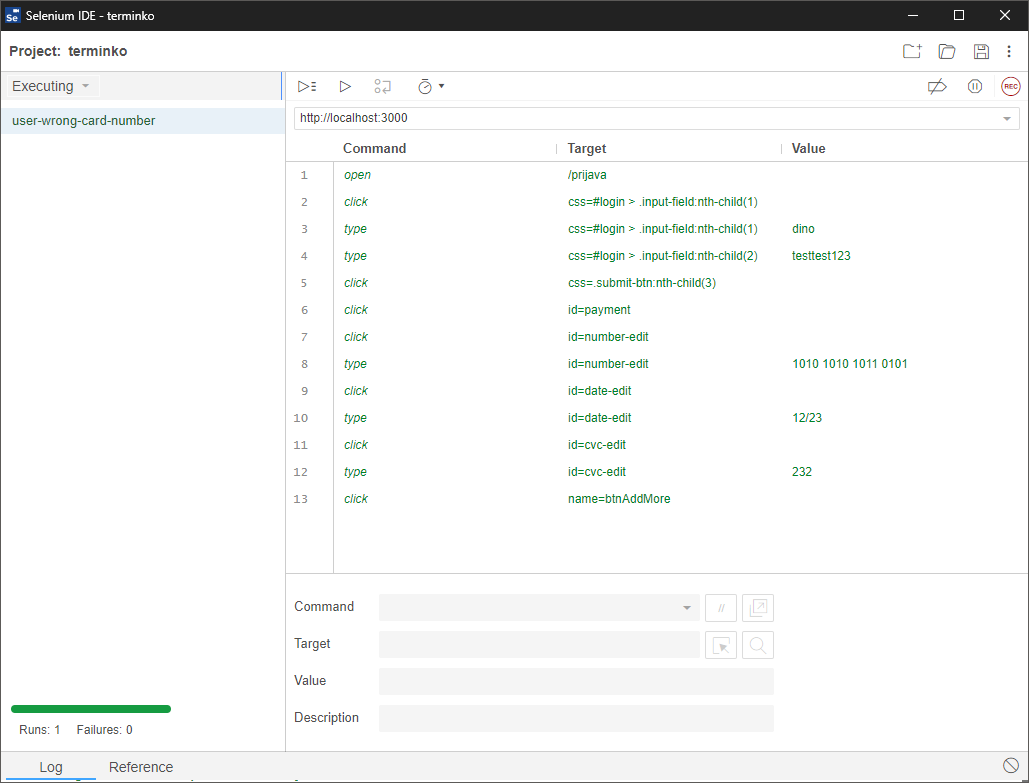 Se Selenium IDE - terminko
Project: terminko
Executing
REC
user-wrong-card-number
http://localhost:3000
Command Target Value
1 open /prijava
2 click css=#login > .input-field:nth-child(1)
3 type css=#login > .input-field:nth-child(1) dino
4 type css=#login > .input-field:nth-child(2) testtest123
5 click css=.submit-btn:nth-child(3)
6 click id=payment
7 click id=number-edit
8 type id=number-edit 1010 1010 1011 0101
9 click id=date-edit
10 type id=date-edit 12/23
11 click id=cvc-edit
12 type id=cvc-edit 232
13 click name=btnAddMore
Command //
Target
Value
Description
Runs: 1 Failures: 0
Log Reference